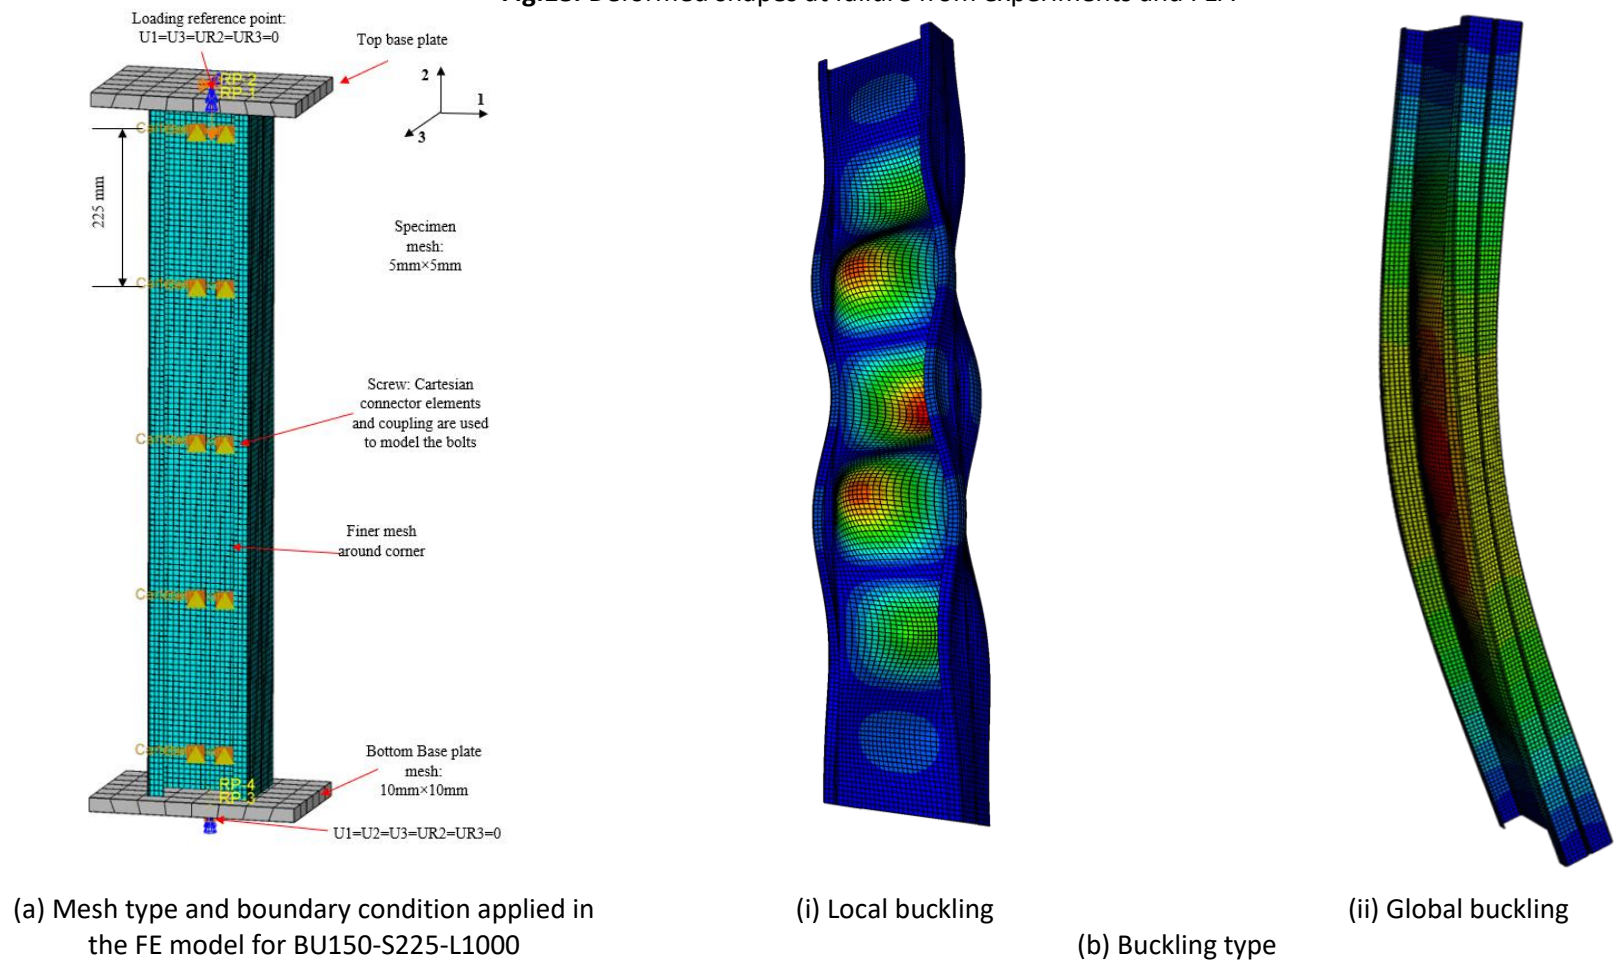 Loading reference point:
U1=U3=UR2=UR3=0
Top base plate
RP-2
RP-1
2
1
3
225 mm
Specimen
mesh:
5mm×5mm
Screw: Cartesian
connector elements
and coupling are used
to model the bolts
Finer mesh
around corner
Bottom Base plate
mesh:
10mm×10mm
RP-4
RP-3
U1=U2=U3=UR2=UR3=0
(a) Mesh type and boundary condition applied in
the FE model for BU150-S225-L1000
(i) Local buckling
(ii) Global buckling
(b) Buckling type